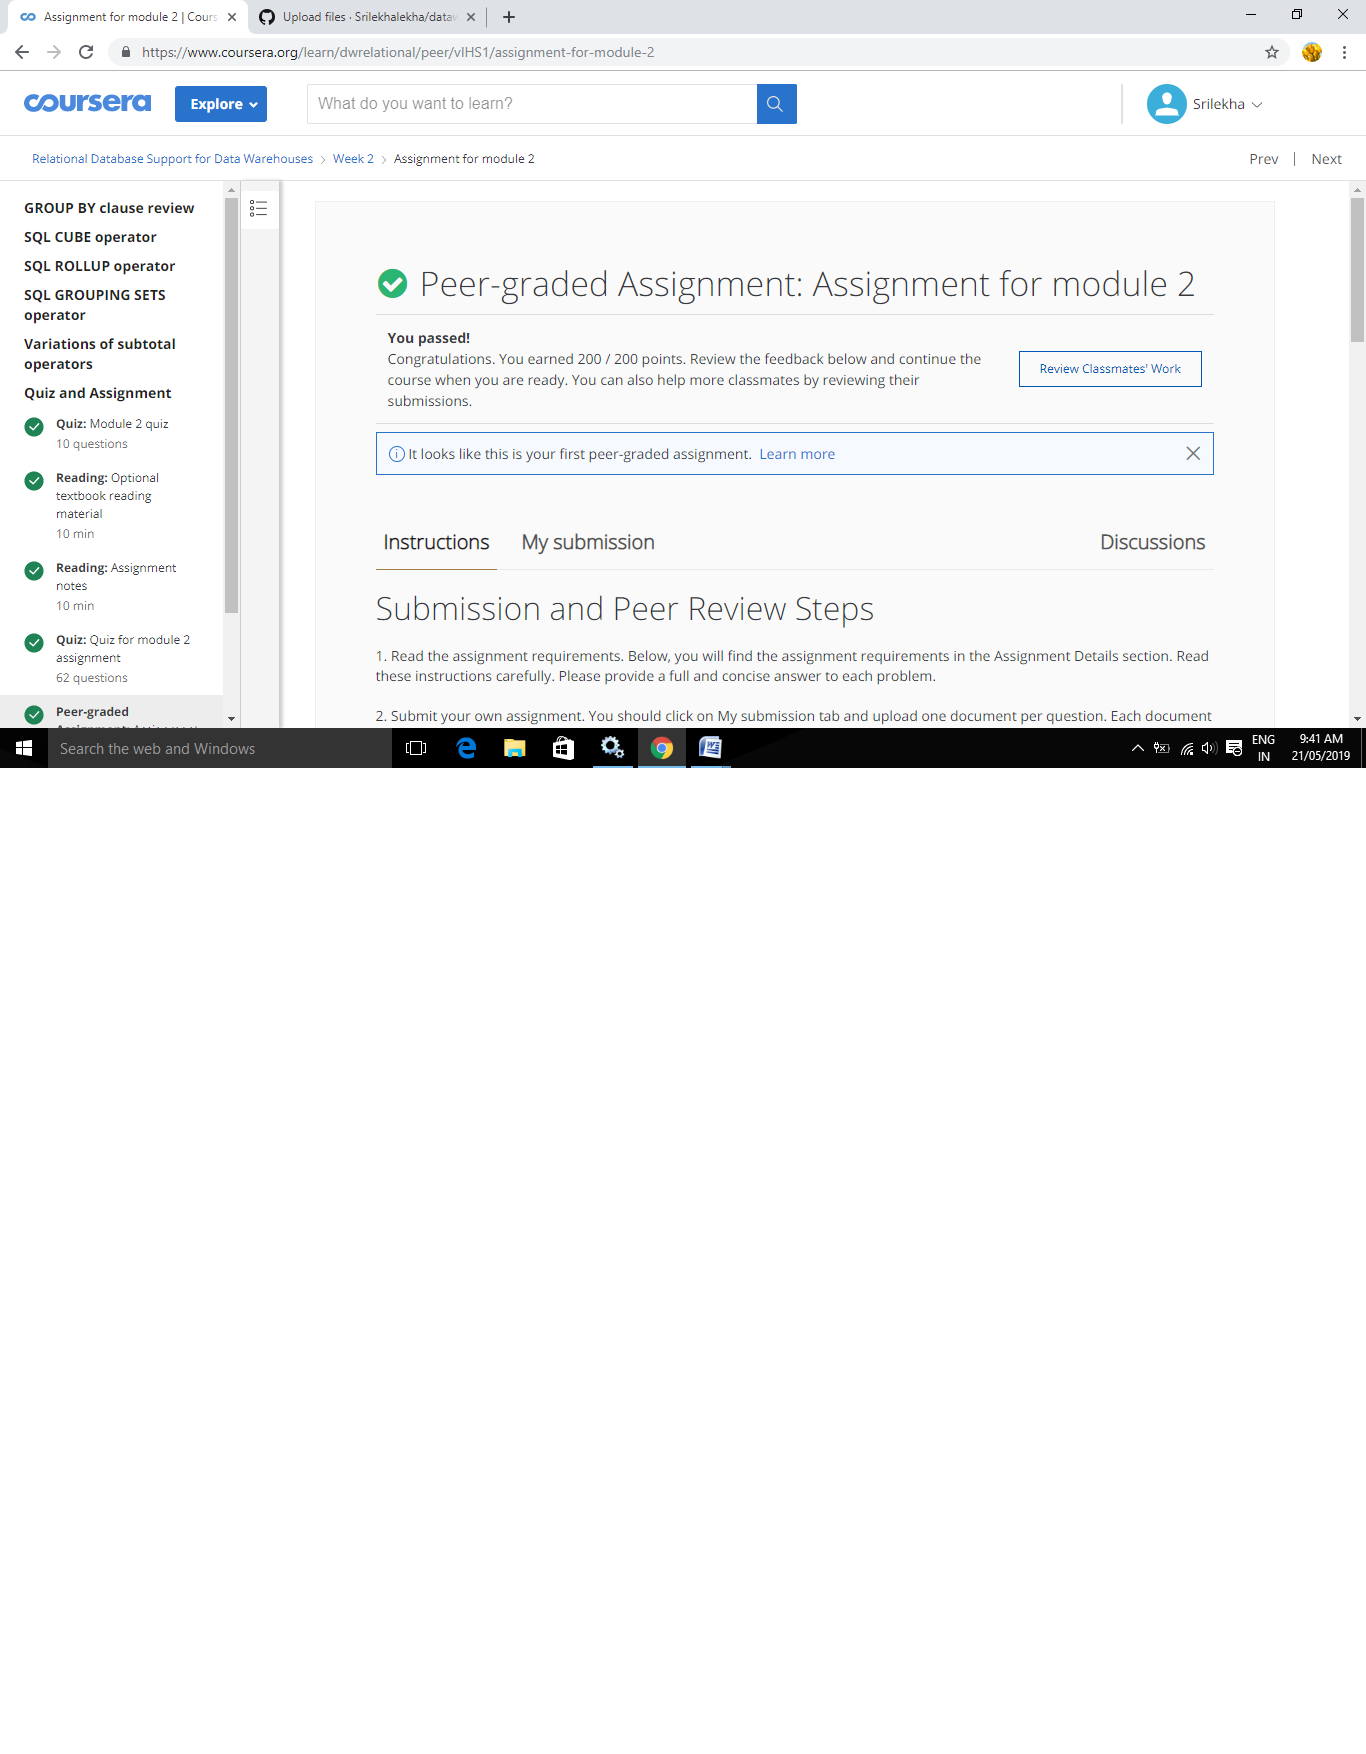 Assignment for module 2 | Cours
Upload files · Srilekhalekha/dataw
https://www.coursera.org/learn/dwrelational/peer/vIHS1/assignment-for-module-2
coursera
Explore
What do you want to learn?
Srilekha
Relational Database Support for Data Warehouses > Week 2 > Assignment for module 2
Prev | Next
GROUP BY clause review
SQL CUBE operator
SQL ROLLUP operator
SQL GROUPING SETS
operator
Variations of subtotal
operators
Quiz and Assignment
Quiz: Module 2 quiz
10 questions
Reading: Optional
textbook reading
material
10 min
Reading: Assignment
notes
10 min
Quiz: Quiz for module 2
assignment
62 questions
Peer-graded
Peer-graded Assignment: Assignment for module 2
You passed!
Congratulations. You earned 200 / 200 points. Review the feedback below and continue the
course when you are ready. You can also help more classmates by reviewing their
submissions.
Review Classmates' Work
It looks like this is your first peer-graded assignment. Learn more
Instructions
My submission
Discussions
Submission and Peer Review Steps
1. Read the assignment requirements. Below, you will find the assignment requirements in the Assignment Details section. Read
these instructions carefully. Please provide a full and concise answer to each problem.
2. Submit your own assignment. You should click on My submission tab and upload one document per question. Each document
Search the web and Windows
ENG
IN
9:41 AM
21/05/2019